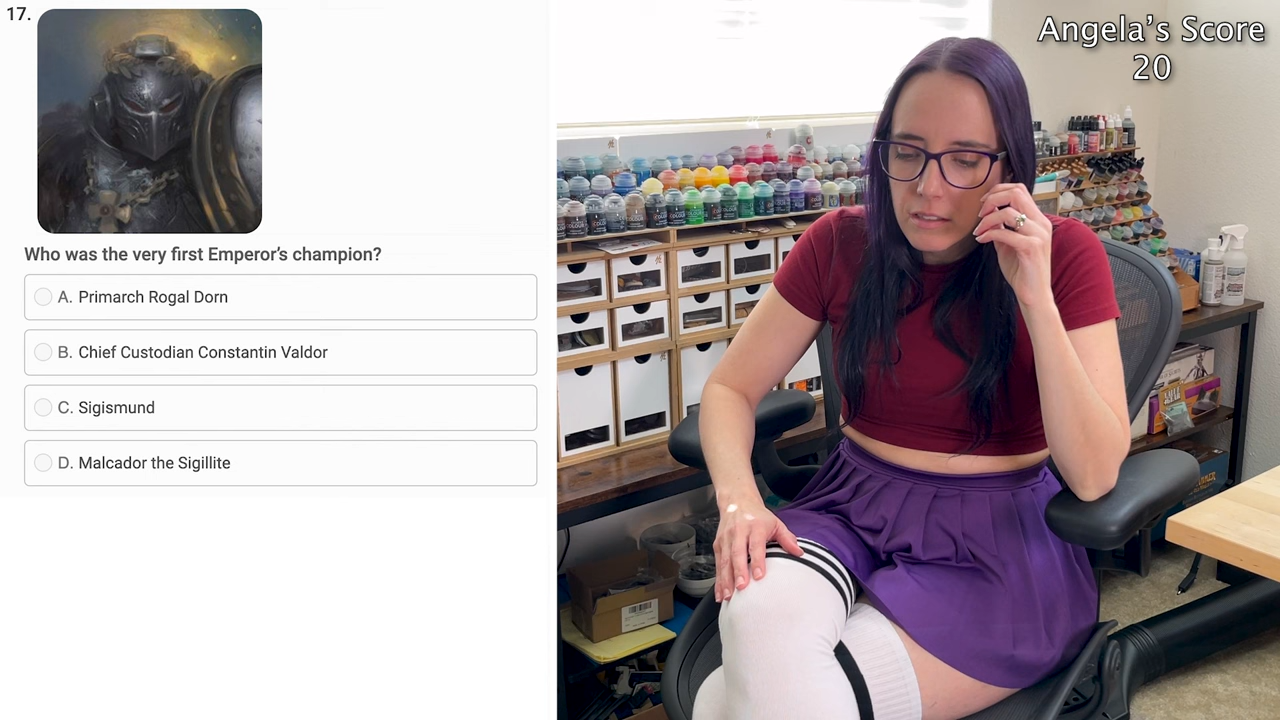 17.
Who was the very first Emperor’s champion?
A. Primarch Rogal Dorn
B. Chief Custodian Constantin Valdor
C. Sigismund
D. Malcador the Sigillite
Angela’s Score
20